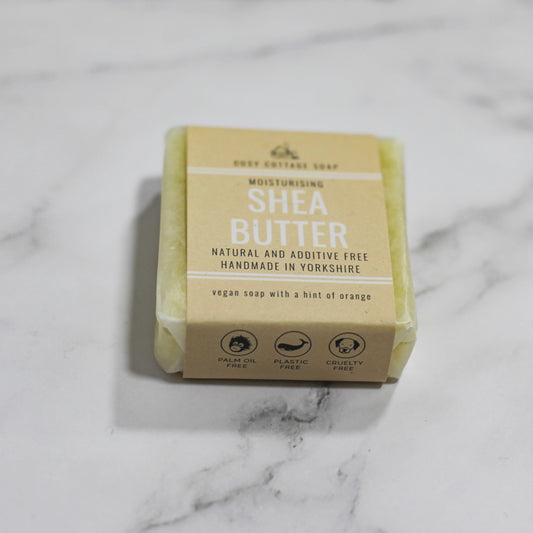 COSY COTTAGE SOAP
MOISTURISING
SHEA
BUTTER
NATURAL AND ADDITIVE FREE
HANDMADE IN YORKSHIRE
vegan soap with a hint of orange
PALM OIL FREE
PLASTIC FREE
CRUELTY FREE